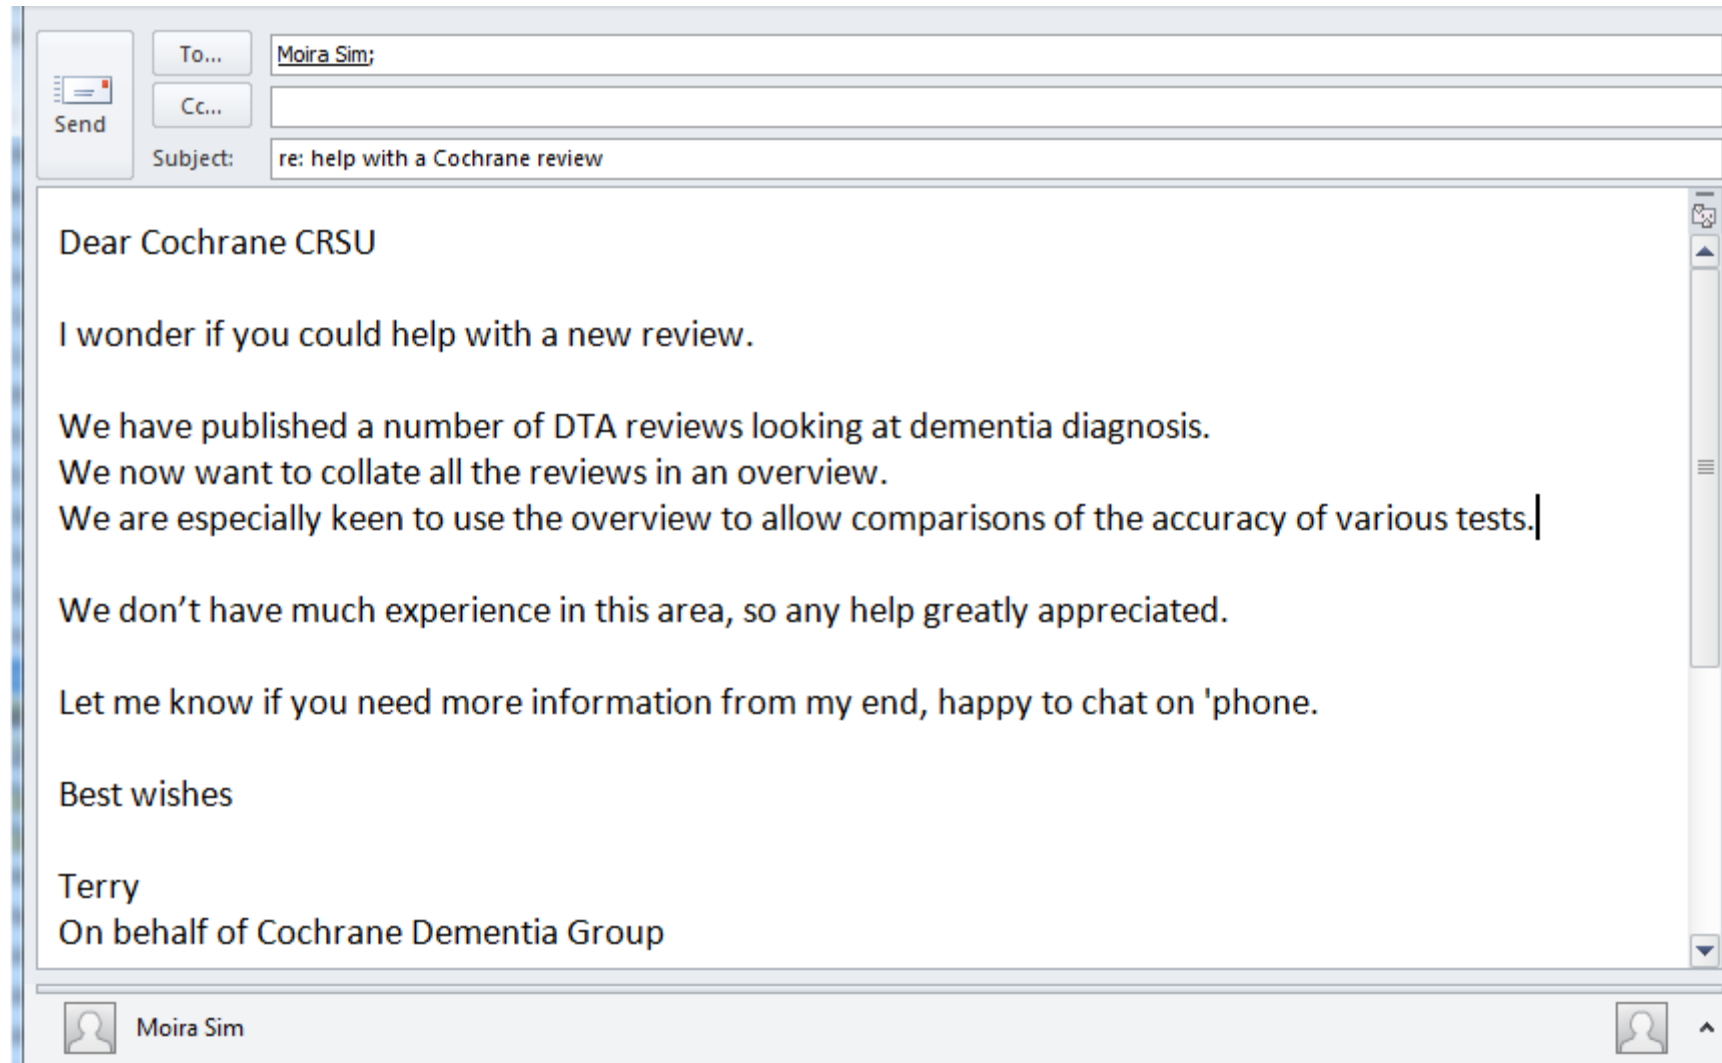 To...
Moira Sim;
Cc...
Send
Subject:
re: help with a Cochrane review
Dear Cochrane CRSU
I wonder if you could help with a new review.
We have published a number of DTA reviews looking at dementia diagnosis.
We now want to collate all the reviews in an overview.
We are especially keen to use the overview to allow comparisons of the accuracy of various tests.
We don’t have much experience in this area, so any help greatly appreciated.
Let me know if you need more information from my end, happy to chat on 'phone.
Best wishes
Terry
On behalf of Cochrane Dementia Group
Moira Sim